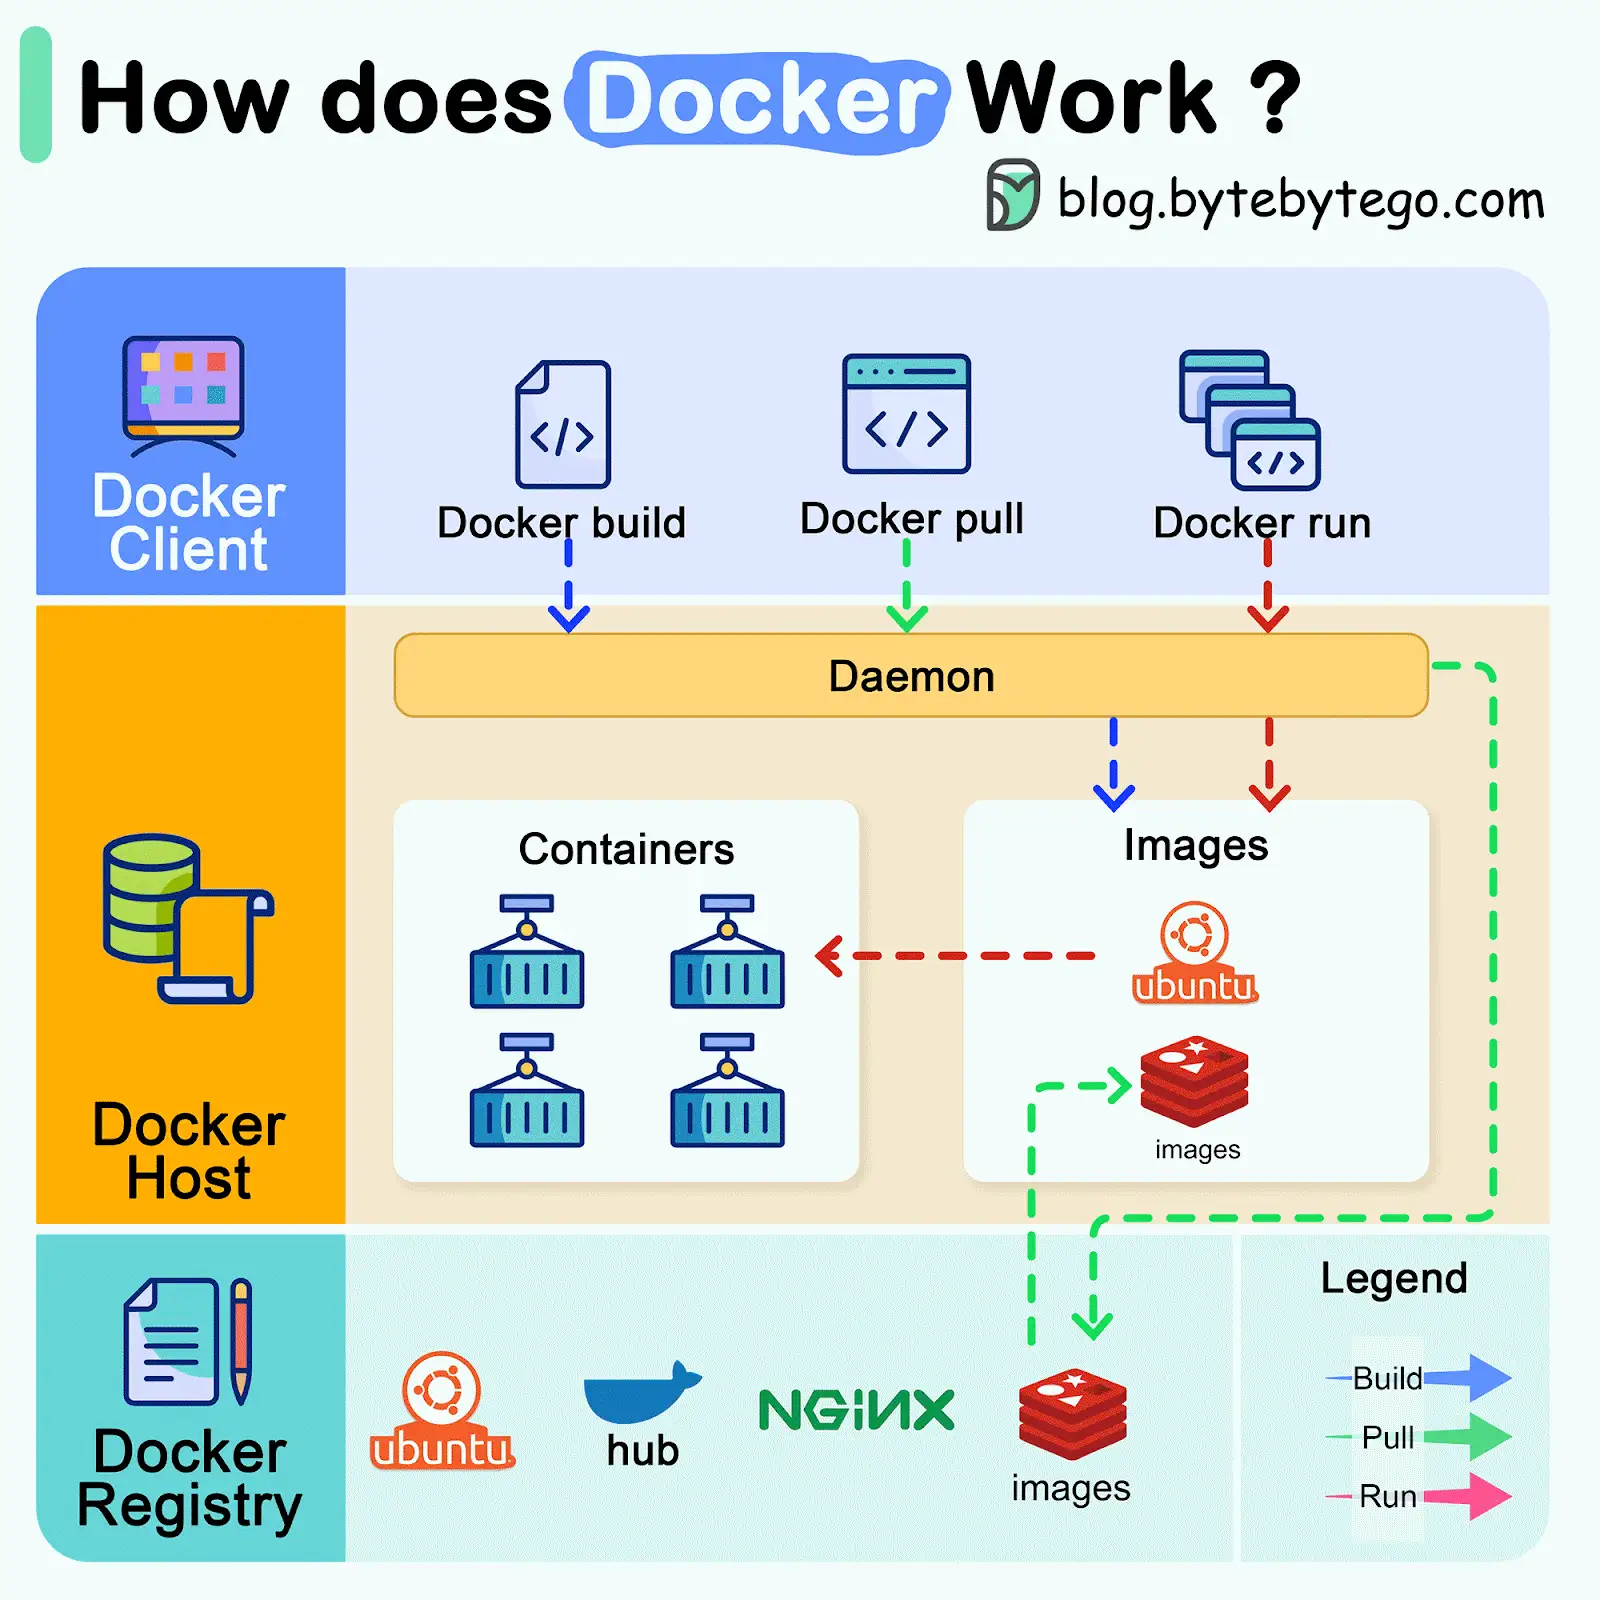 How does Docker Work ?
blog.bytebytego.com
Docker
Client
Docker build
Docker pull
Docker run
Daemon
Containers
Images
ubuntu
images
Docker
Host
Docker
Registry
ubuntu
hub
NGINX
images
Legend
Build
Pull
Run